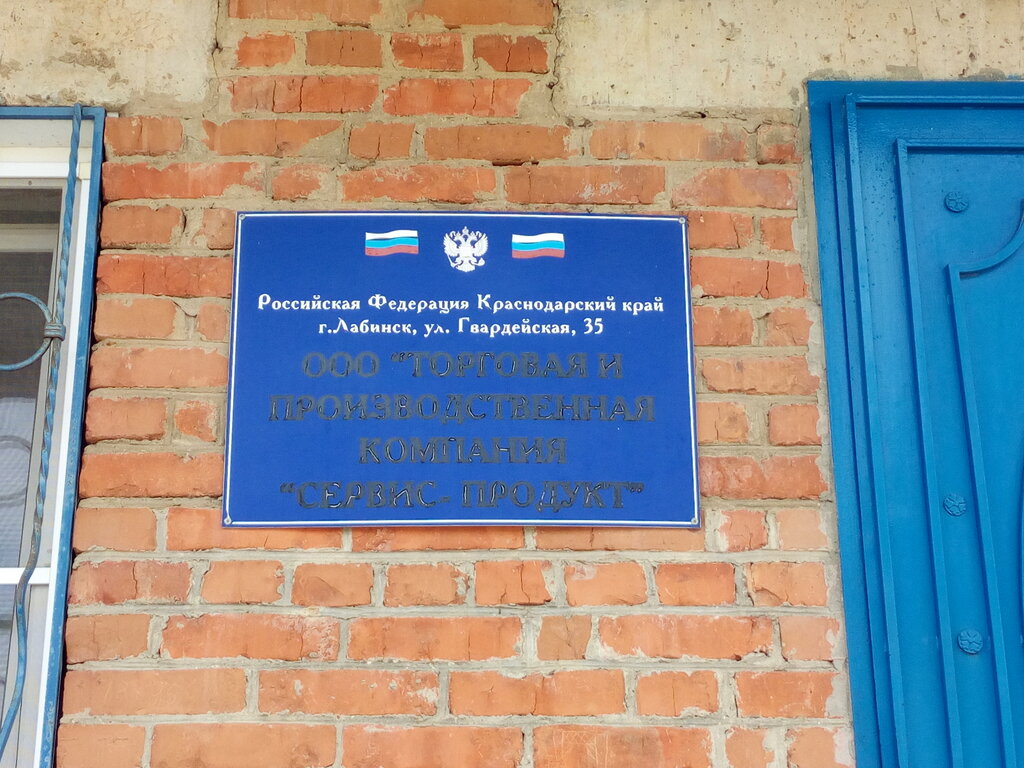 Российская Федерация Краснодарский край
г.Лабинск, ул. Гвардейская, 35
ООО "ТОРГОВАЯ И
ПРОИЗВОДСТВЕННАЯ
КОМПАНИЯ
"СЕРВИС- ПРОДУКТ"